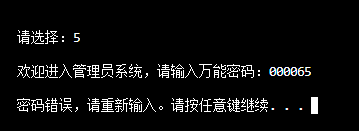 请选择：5
欢迎进入管理员系统，请输入万能密码：000065
密码错误，请重新输入。请按任意键继续. . .